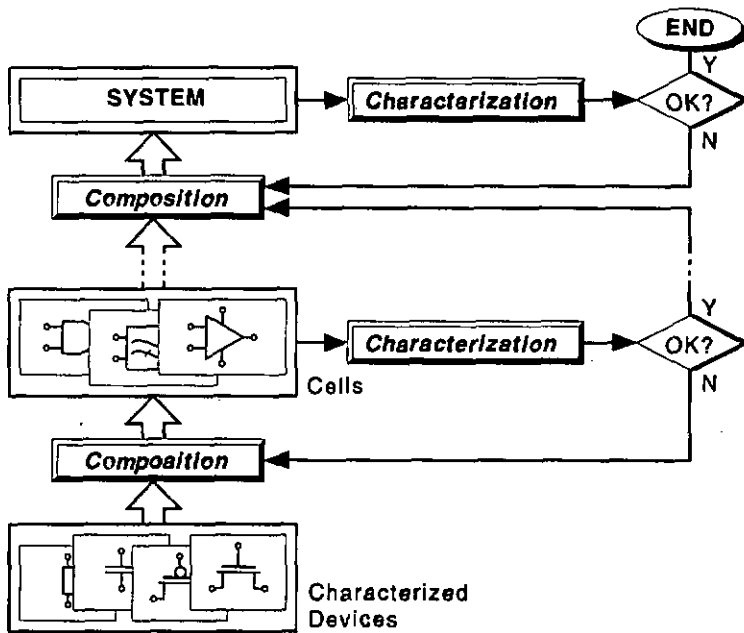 END
Y
SYSTEM
Characterization
OK?
N
Composition
Y
Characterization
OK?
Cells
N
Compoaition
Characterized
Devices